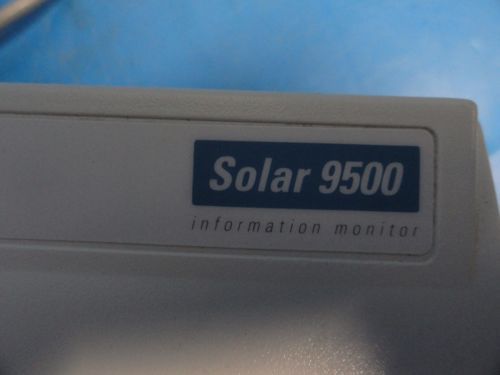 Solar 9500
information monitor